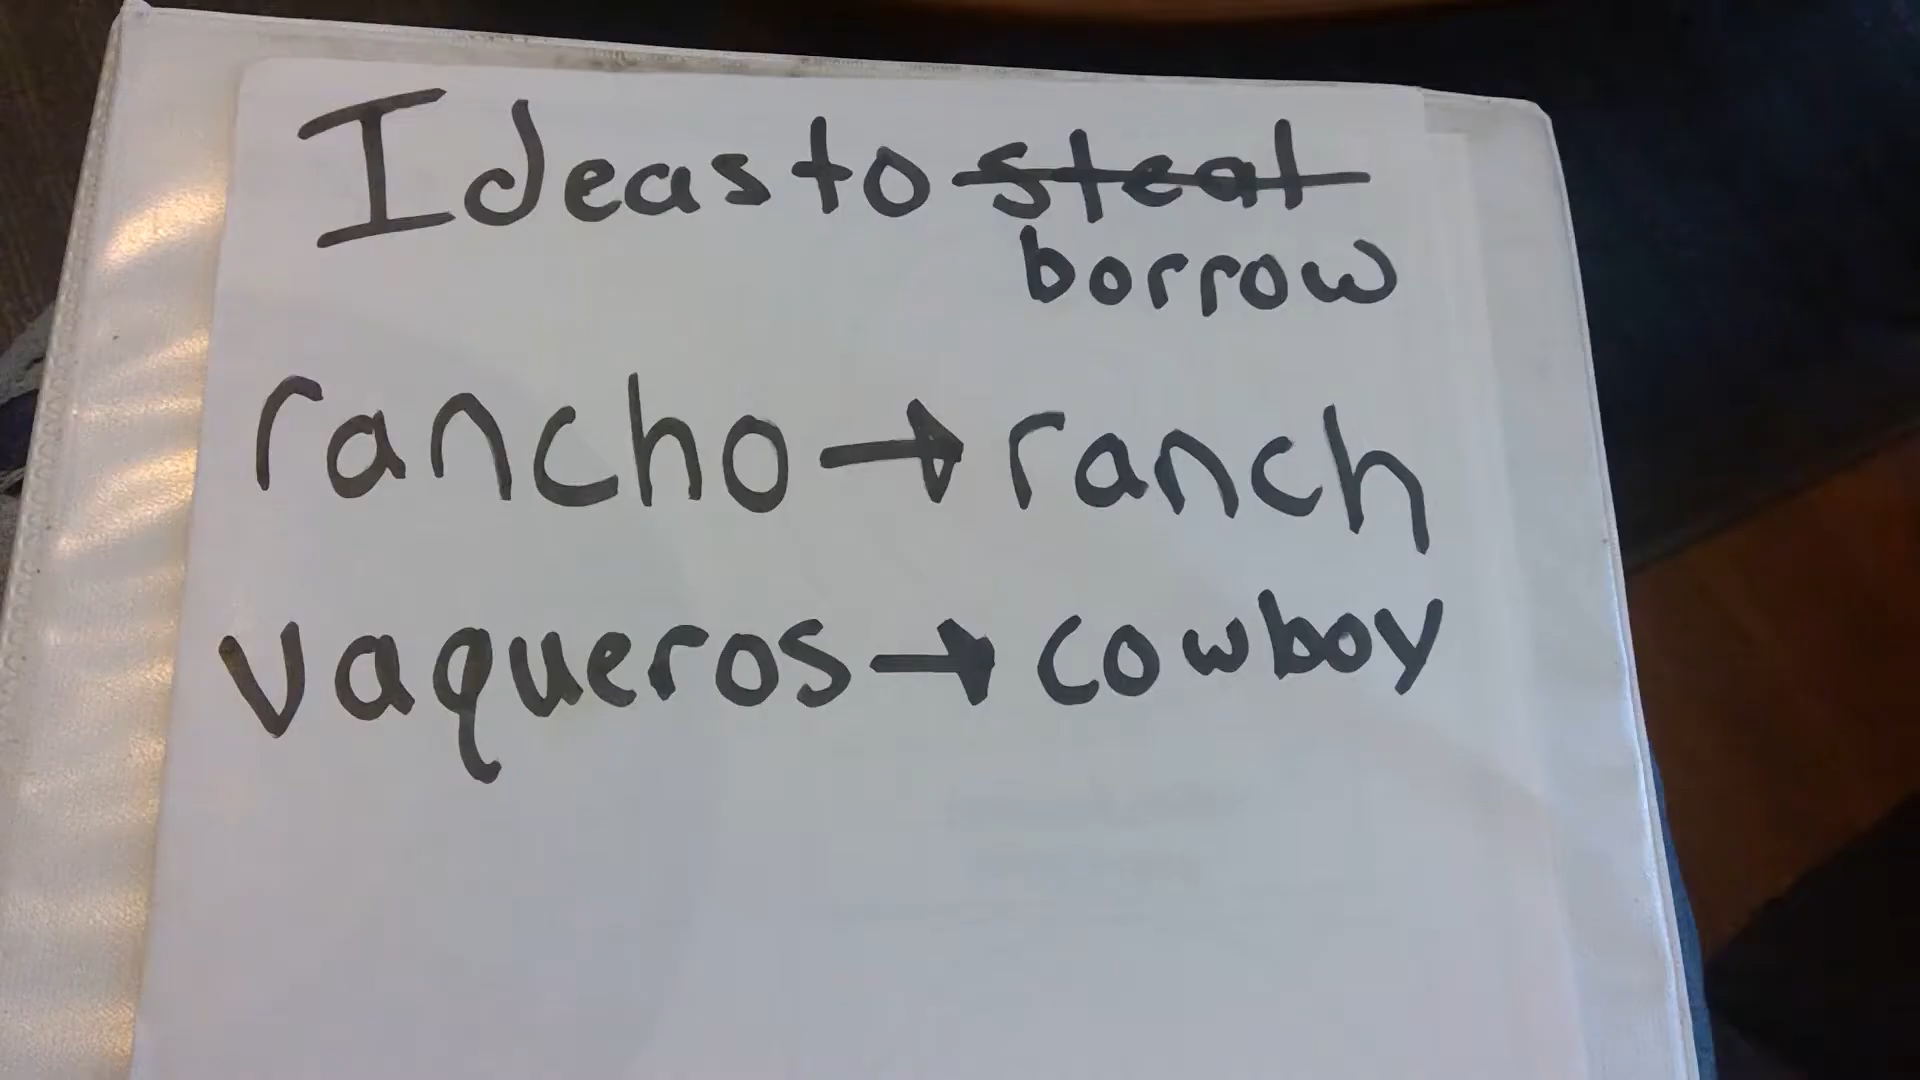 Ideas to steal
borrow
rancho → ranch
vaqueros → cowboy